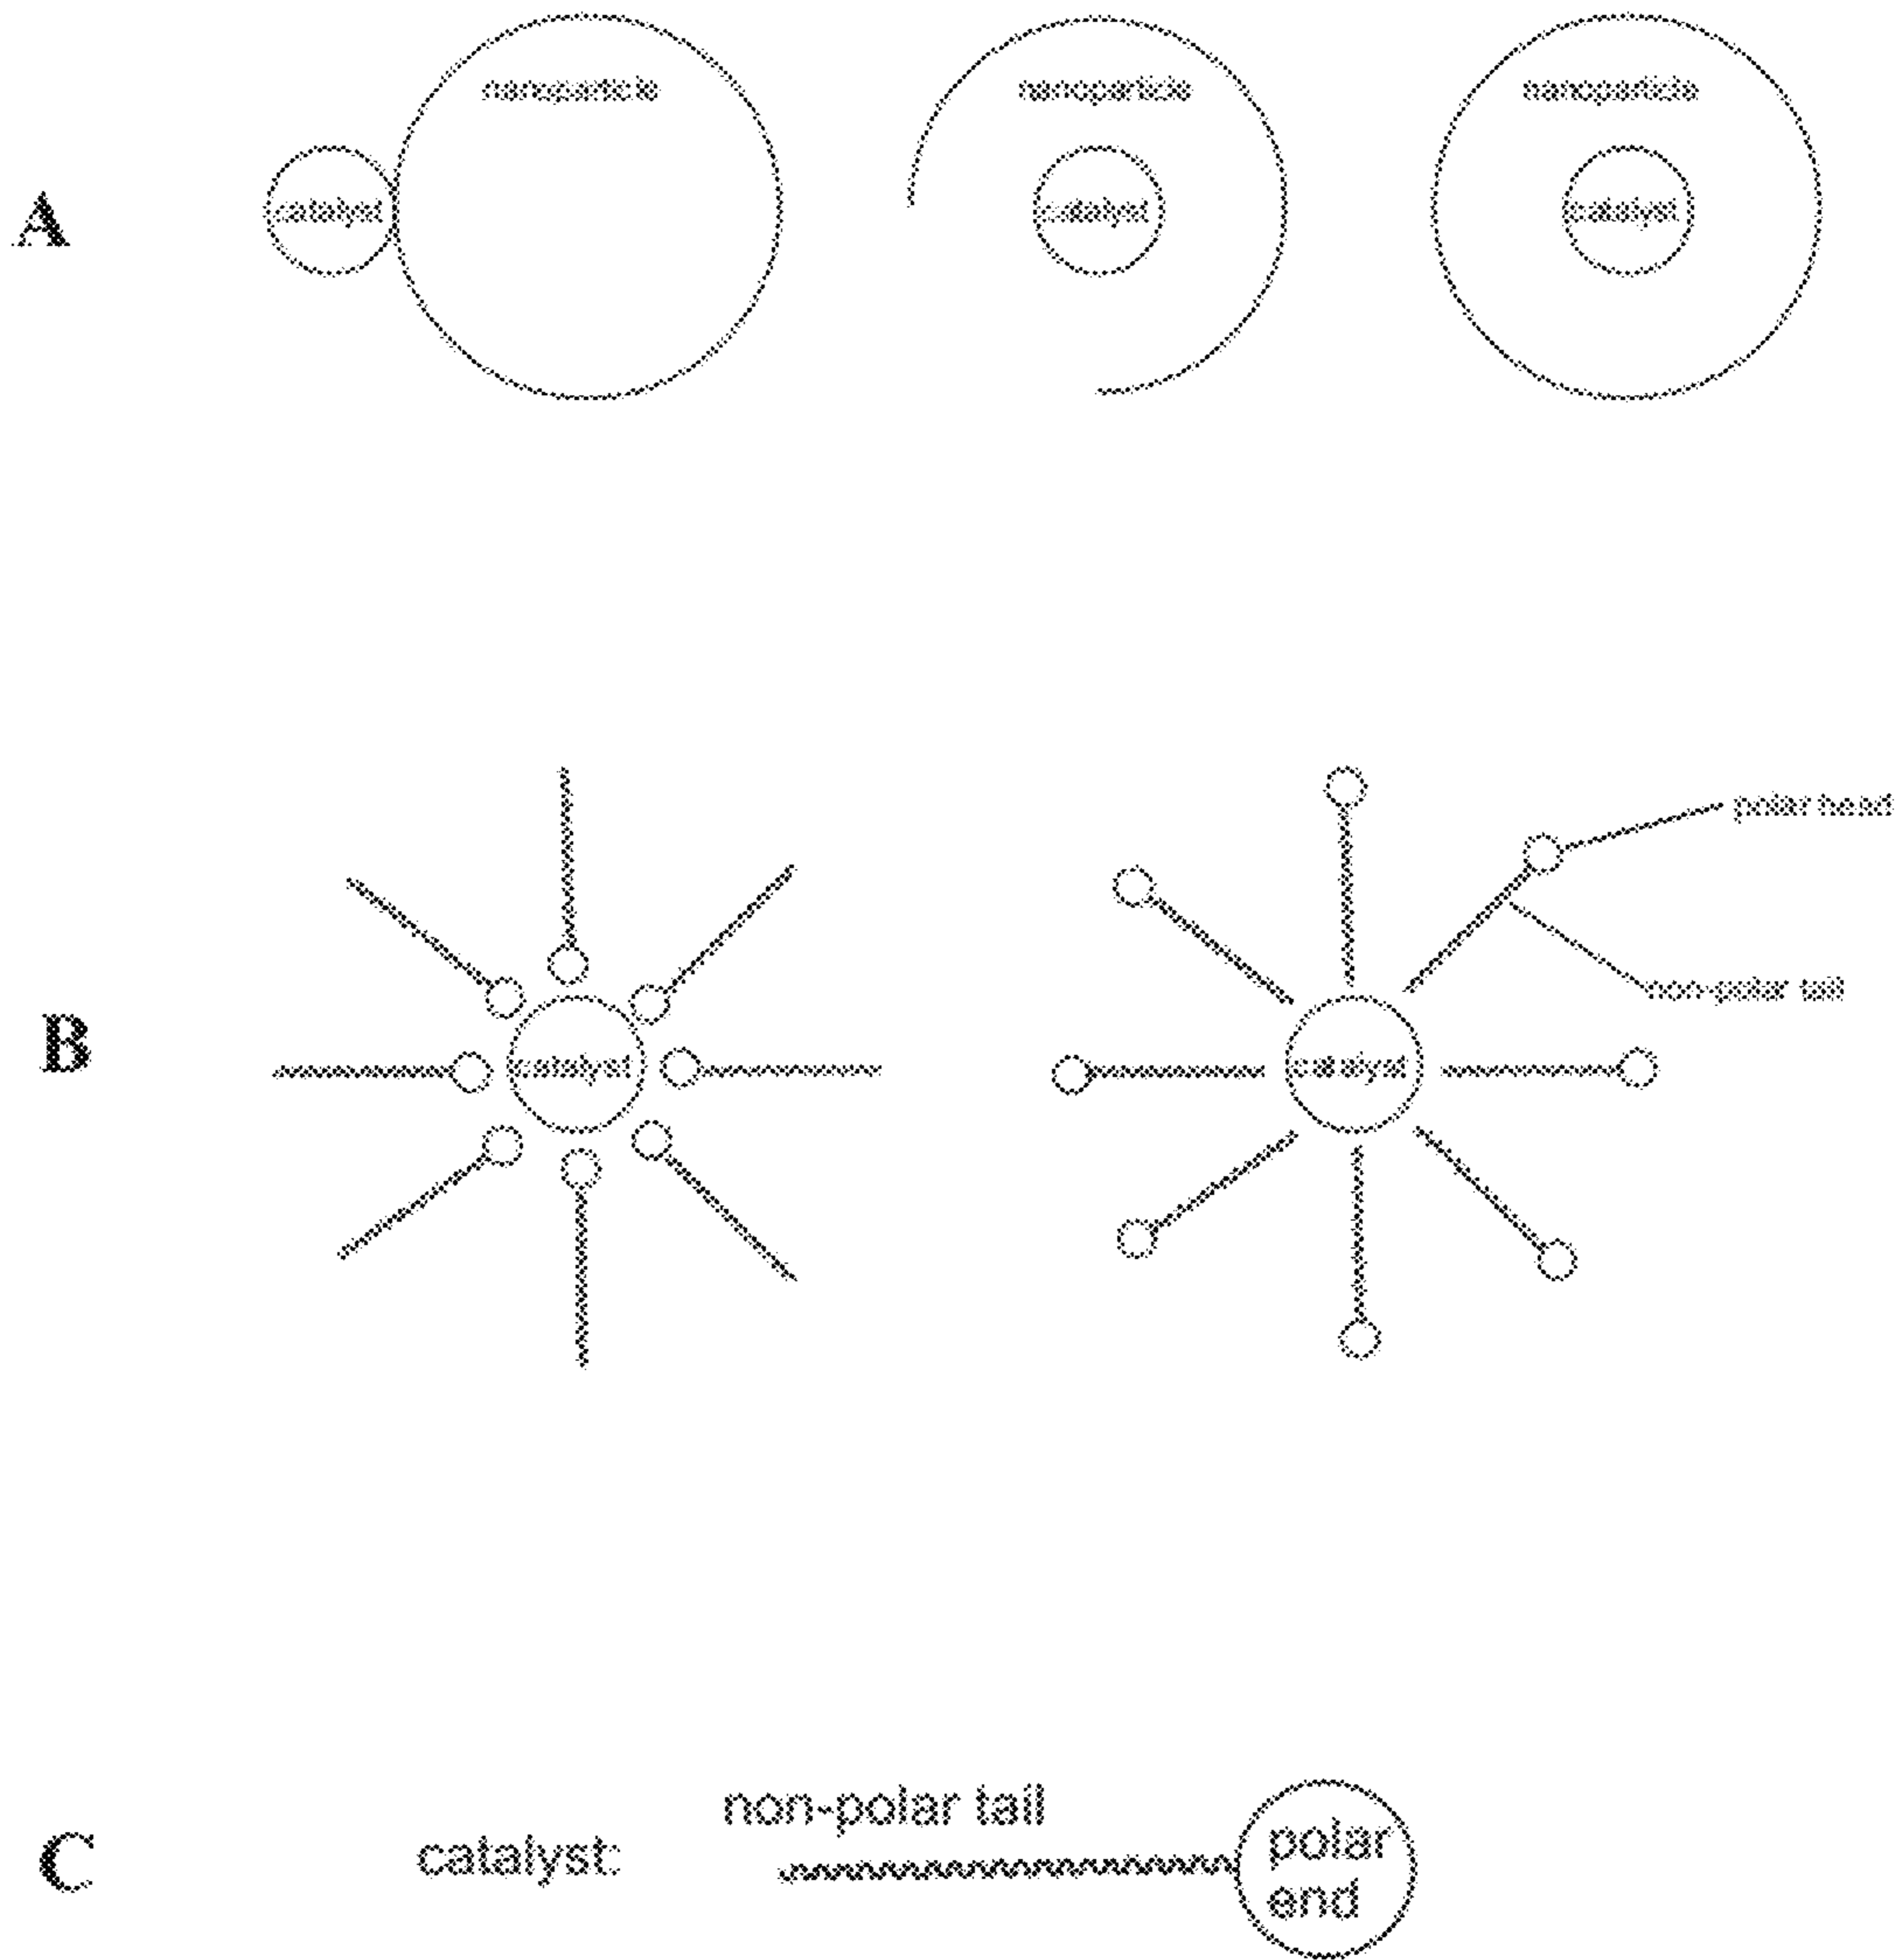 nanoparticle
nanoparticle
nanoparticle
A
catalyst
catalyst
catalyst
polar head
non-polar tail
B
catalyst
catalyst
non-polar tail
C
catalyst:
polar
end